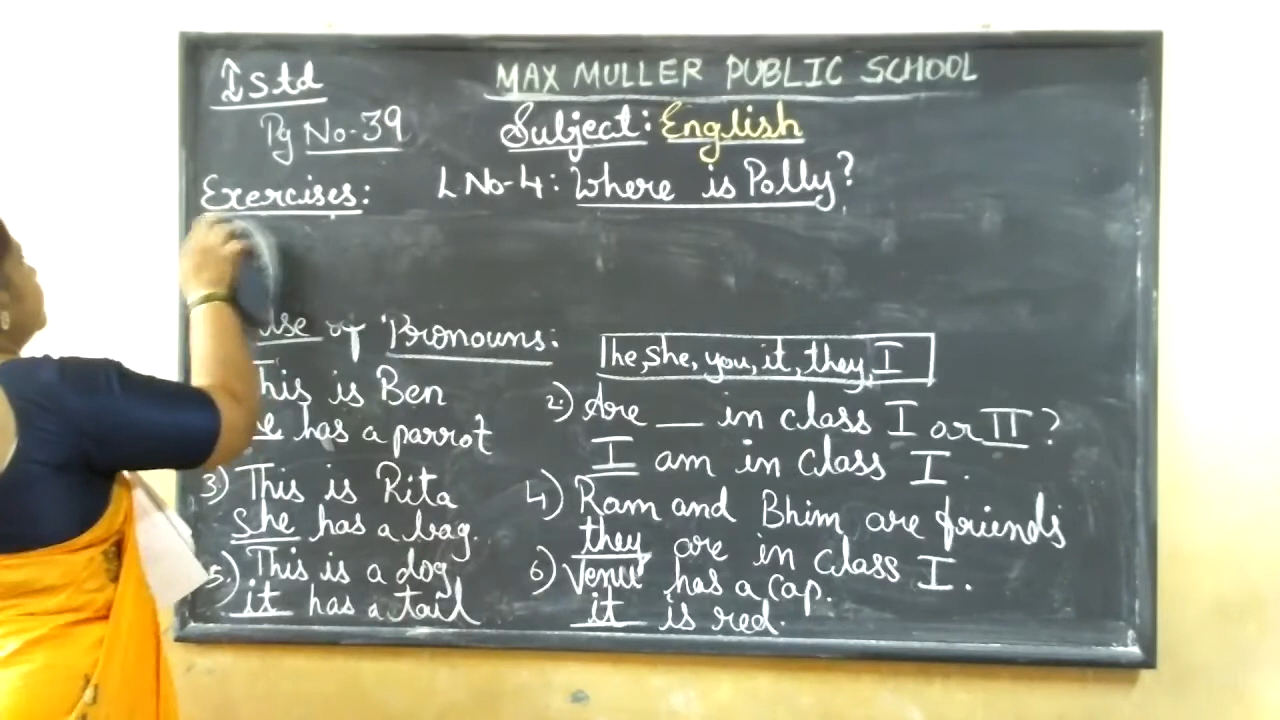 I Std
MAX MULLER PUBLIC SCHOOL
Pg No-39
Subject: English
Exercises:
L No-4: Where is Polly?
use of Pronouns:
The, she, you, it, they, I
This is Ben
has a parrot
2) Are __ in class I or II?
I am in class I.
3) This is Rita
she has a bag.
4) Ram and Bhim are friends
they are in class I.
5.) This is a dog
it has a tail
6) Venu has a cap.
it is red.